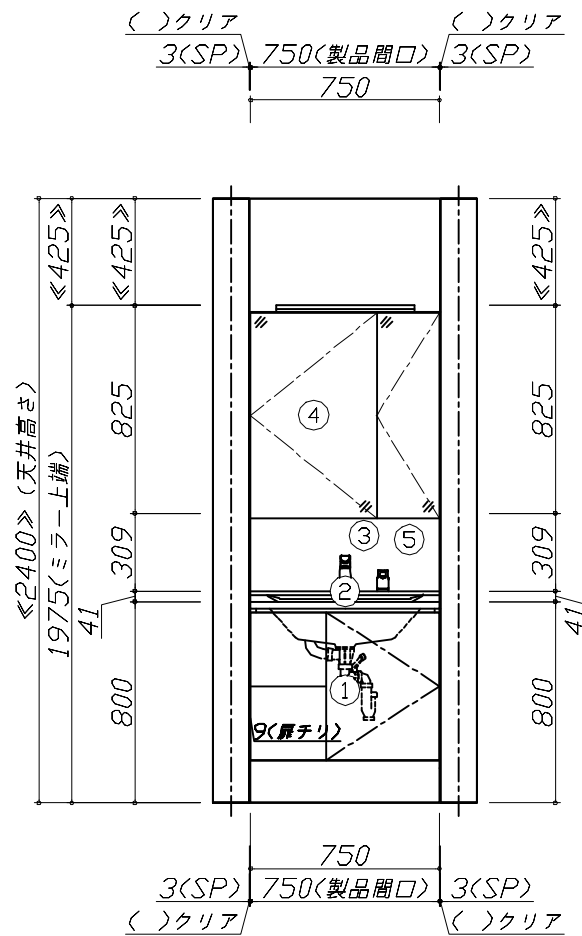 ( )クリア
( )クリア
3(SP)
750(製品間口)
3(SP)
750
≪425≫
≪425≫
≪425≫
≪2400≫(天井高さ)
1975(ミラー上端)
825
825
4
309
309
3
5
2
41
41
800
800
1
9(扉チリ)
750
3(SP)
750(製品間口)
3(SP)
( )クリア
( )クリア